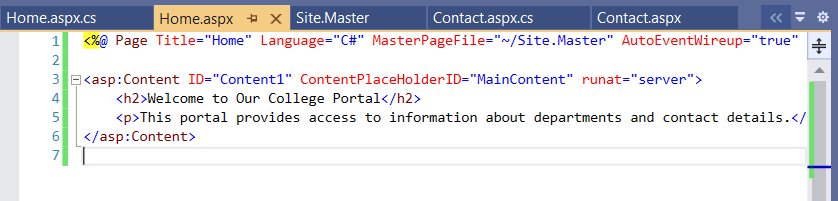 Home.aspx.cs Home.aspx Site.Master Contact.aspx.cs Contact.aspx
1 <%@ Page Title="Home" Language="C#" MasterPageFile="~/Site.Master" AutoEventWireup="true"
2
3 <asp:Content ID="Content1" ContentPlaceHolderID="MainContent" runat="server">
4 <h2>Welcome to Our College Portal</h2>
5 <p>This portal provides access to information about departments and contact details.</
6 </asp:Content>
7